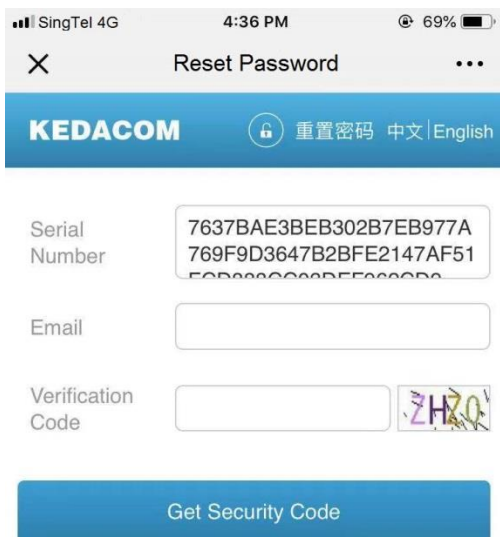 SingTel 4G 4:36 PM 69%
Reset Password
KEDACOM 重置密码 中文|English
Serial
Number
7637BAE3BEB302B7EB977A
769F9D3647B2BFE2147AF51
Email
Verification
Code
Get Security Code